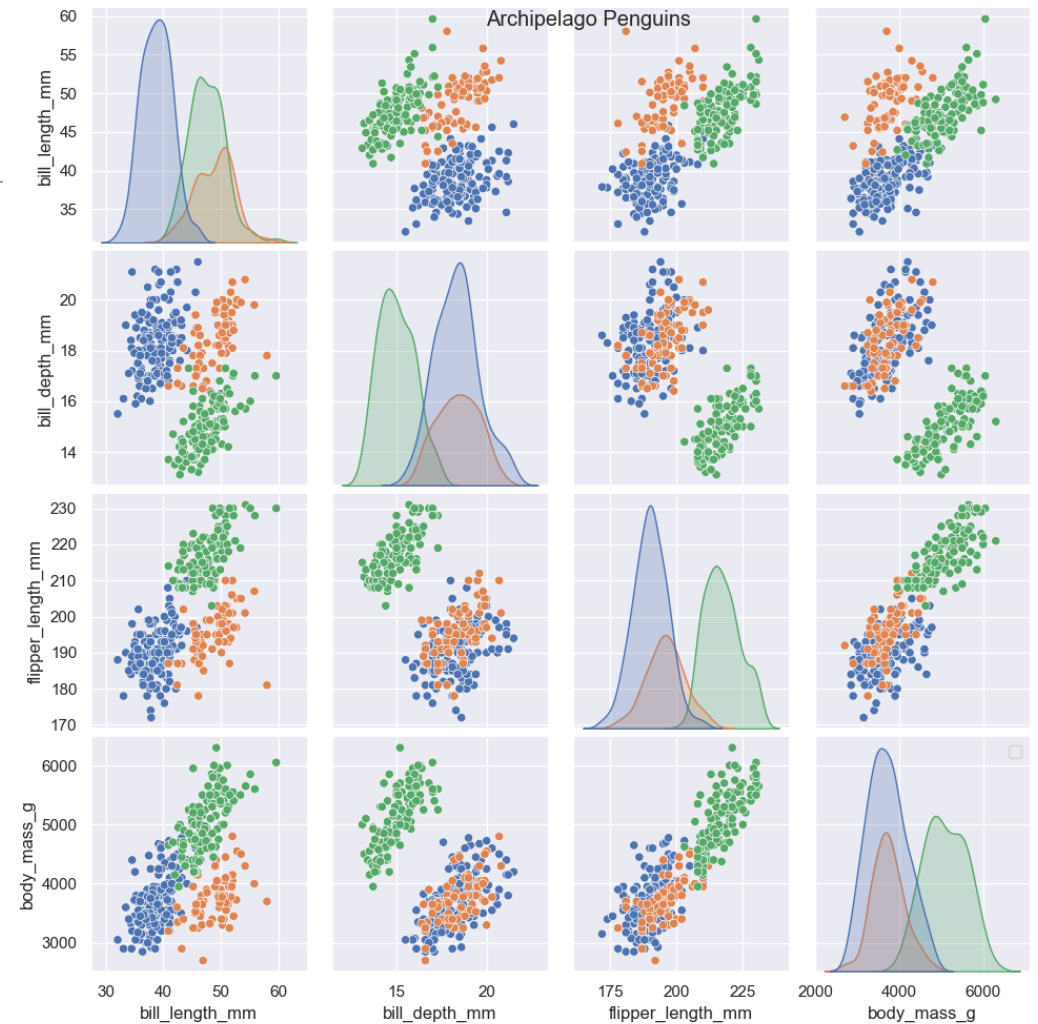 Archipelago Penguins
bill_length_mm
60
55
50
45
40
35
bill_depth_mm
20
18
16
14
flipper_length_mm
230
220
210
200
190
180
170
body_mass_g
6000
5000
4000
3000
30 40 50 60
15 20
175 200 225
2000 4000 6000
bill_length_mm
bill_depth_mm
flipper_length_mm
body_mass_g